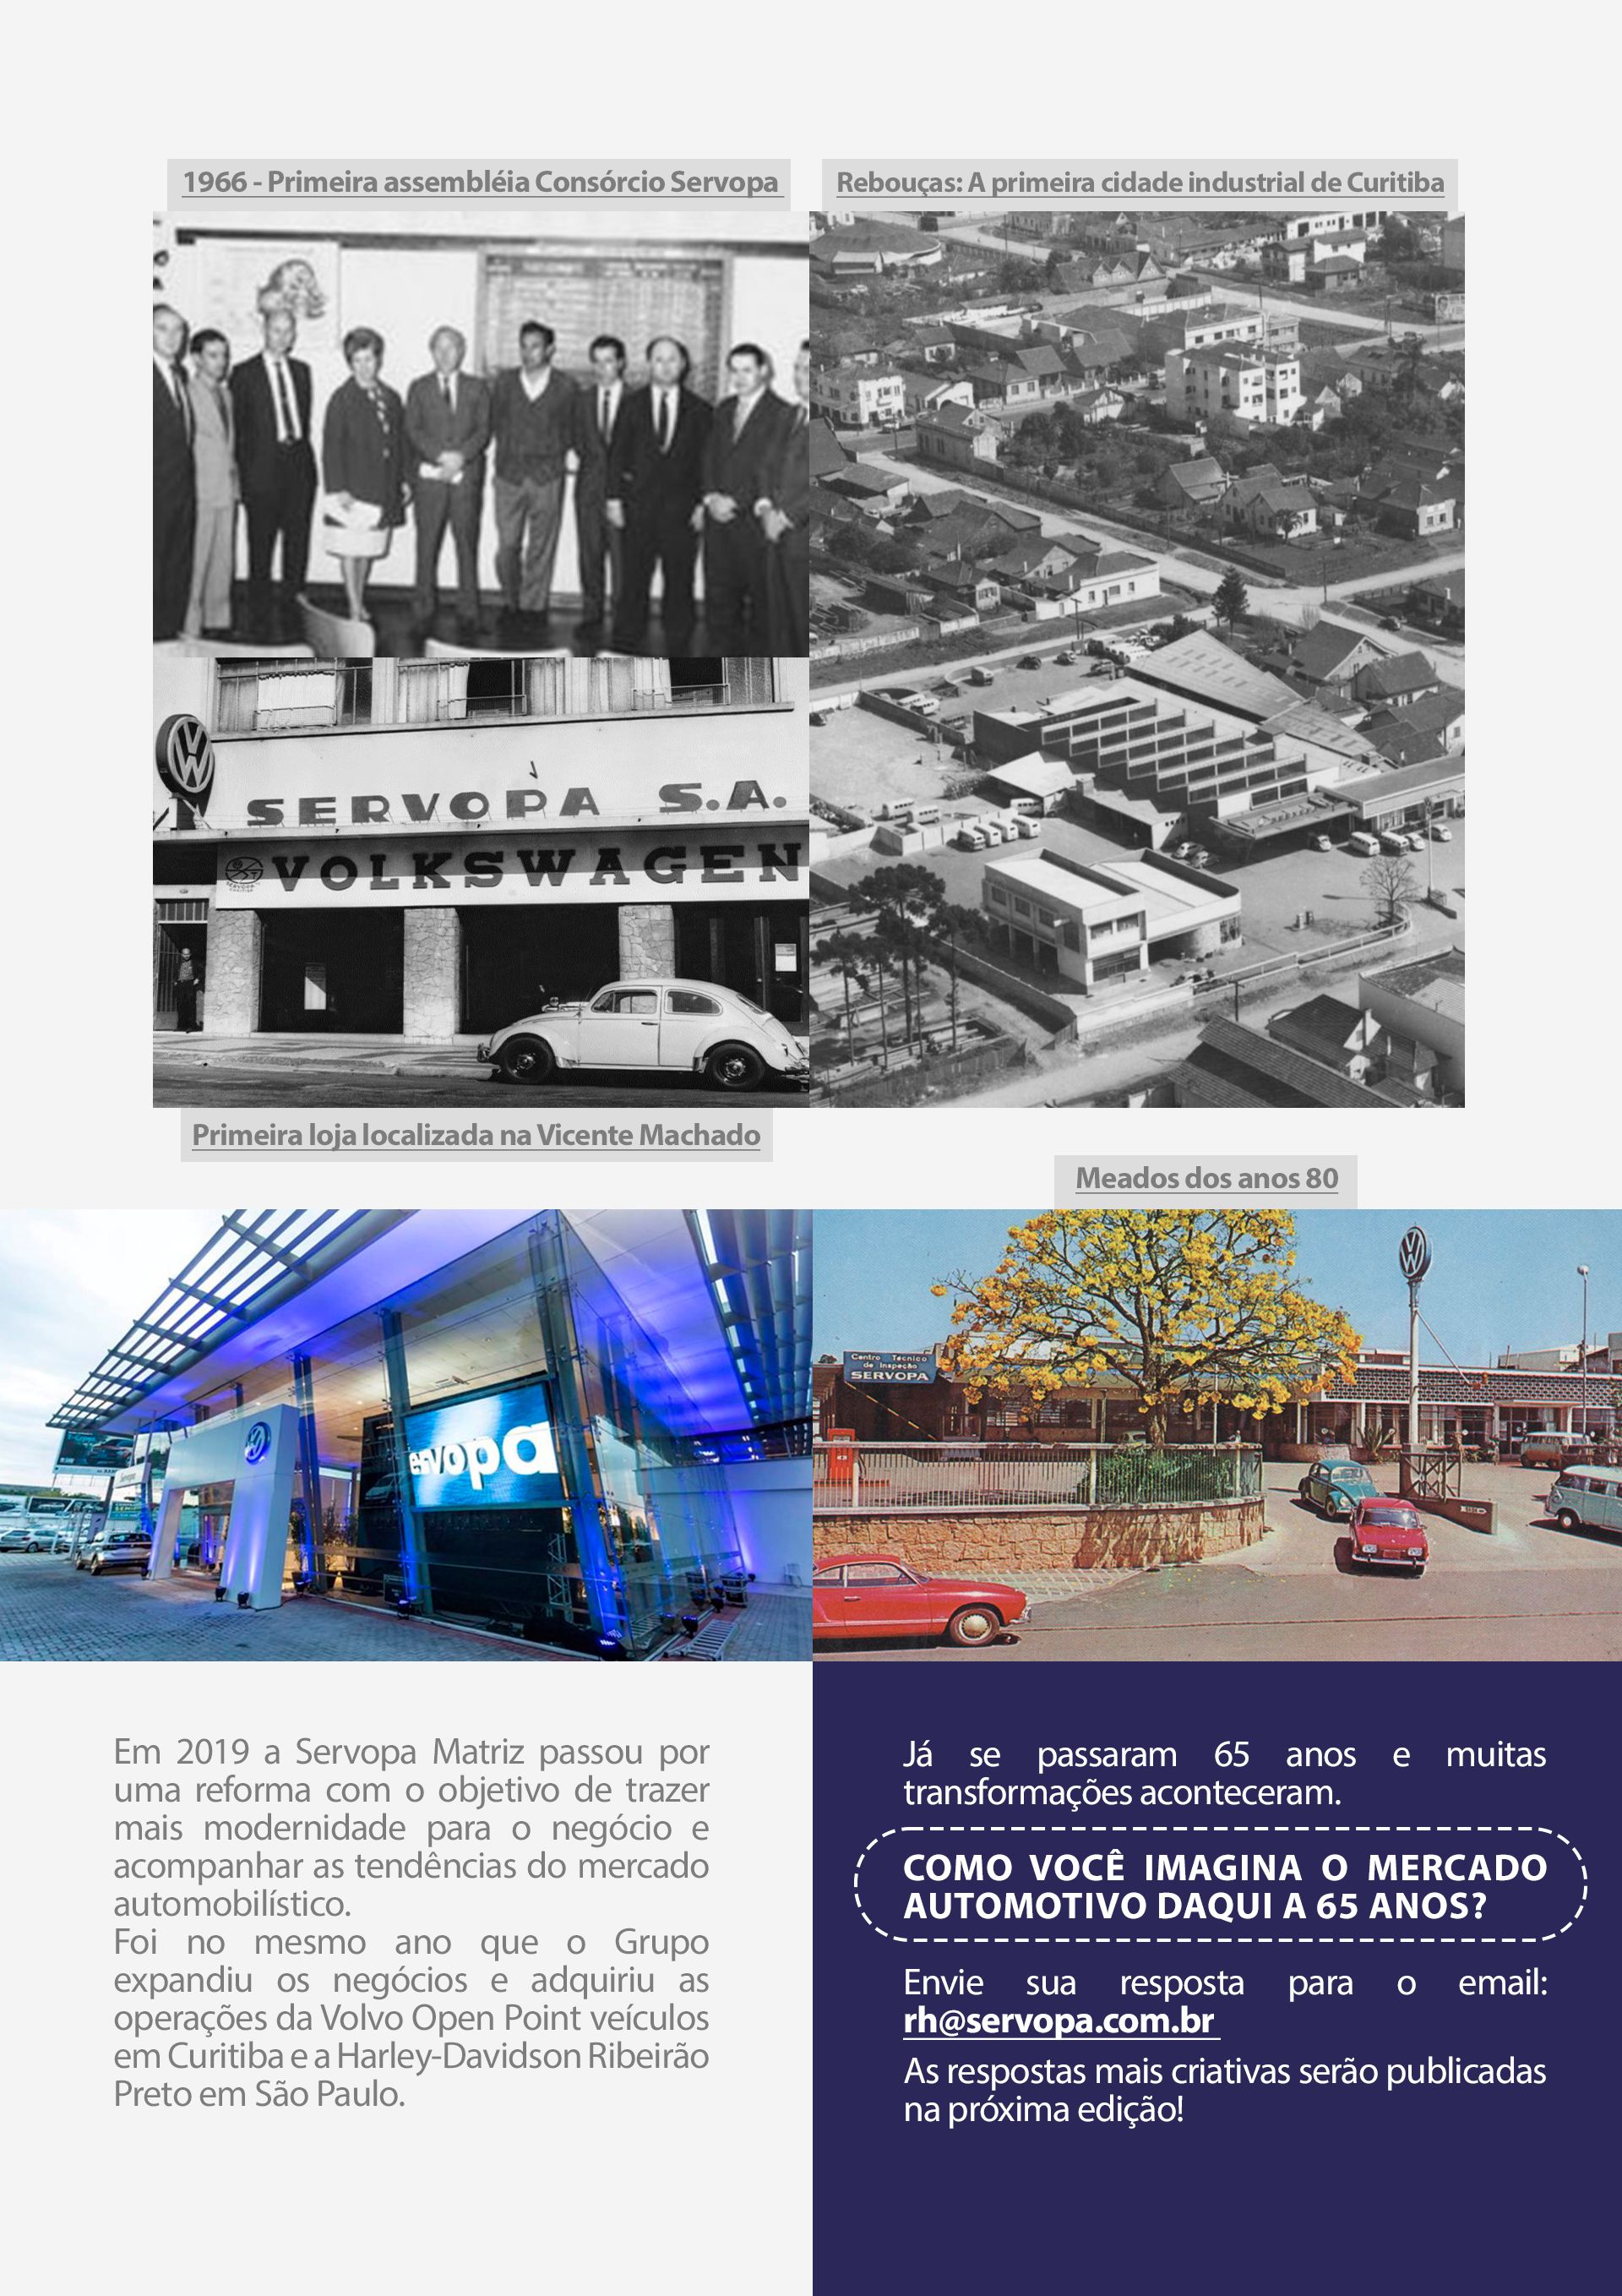 1966 - Primeira assembléia Consórcio Servopa
Rebouças: A primeira cidade industrial de Curitiba
SERVOPA S.A.
VOLKSWAGEN
Primeira loja localizada na Vicente Machado
Meados dos anos 80
servopa
Centro Tecnico
de Inspeção
SERVOPA
Em 2019 a Servopa Matriz passou por
uma reforma com o objetivo de trazer
mais modernidade para o negócio e
acompanhar as tendências do mercado
automobilístico.
Foi no mesmo ano que o Grupo
expandiu os negócios e adquiriu as
operações da Volvo Open Point veículos
em Curitiba e a Harley-Davidson Ribeirão
Preto em São Paulo.
Já se passaram 65 anos e muitas
transformações aconteceram.
COMO VOCÊ IMAGINA O MERCADO
AUTOMOTIVO DAQUI A 65 ANOS?
Envie sua resposta para o email:
rh@servopa.com.br
As respostas mais criativas serão publicadas
na próxima edição!